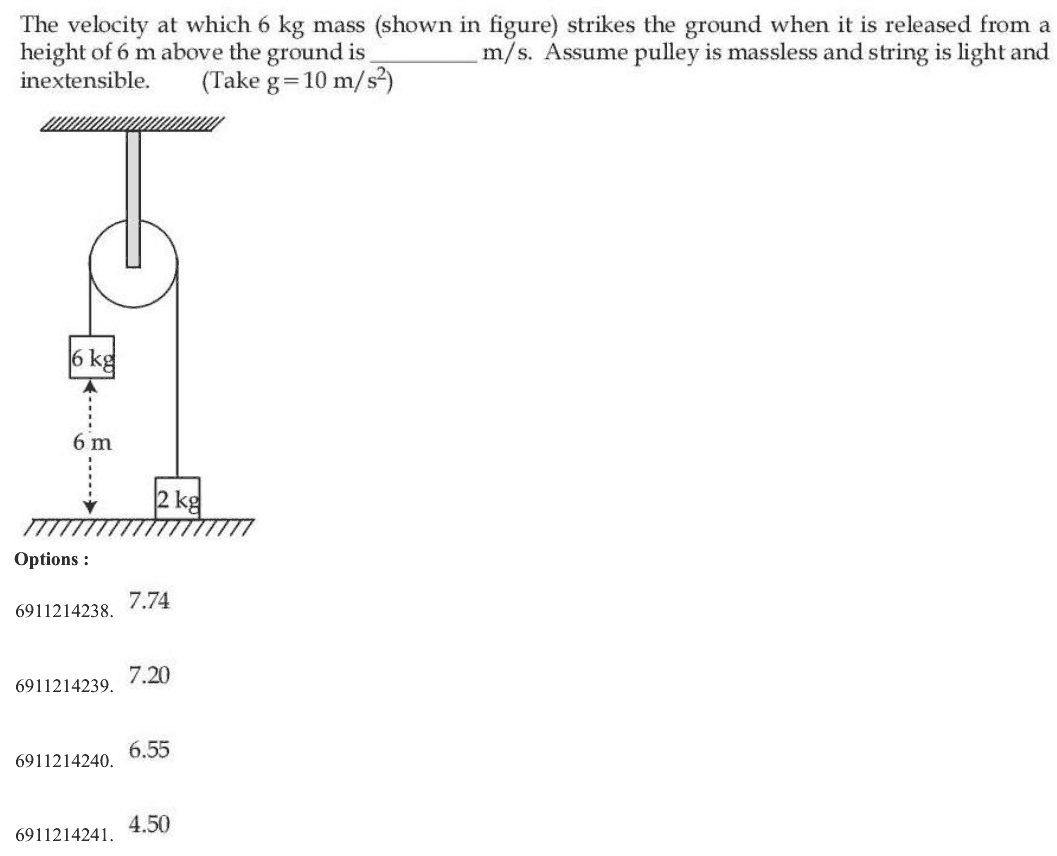 The velocity at which 6 kg mass (shown in figure) strikes the ground when it is released from a
height of 6 m above the ground is __________ m/s. Assume pulley is massless and string is light and
inextensible. (Take g=10 m/s²)
6 kg
6 m
2 kg
Options :
6911214238. 7.74
6911214239. 7.20
6911214240. 6.55
6911214241. 4.50